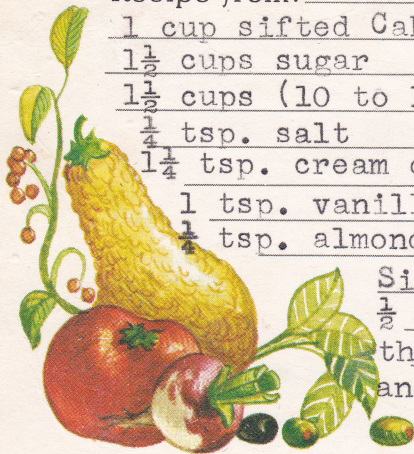 Recipe from:
1 cup sifted Ca
1½ cups sugar
1½ cups (10 to
¼ tsp. salt
1¼ tsp. cream
1 tsp. vanil
¼ tsp. almond
Si
½
th
an